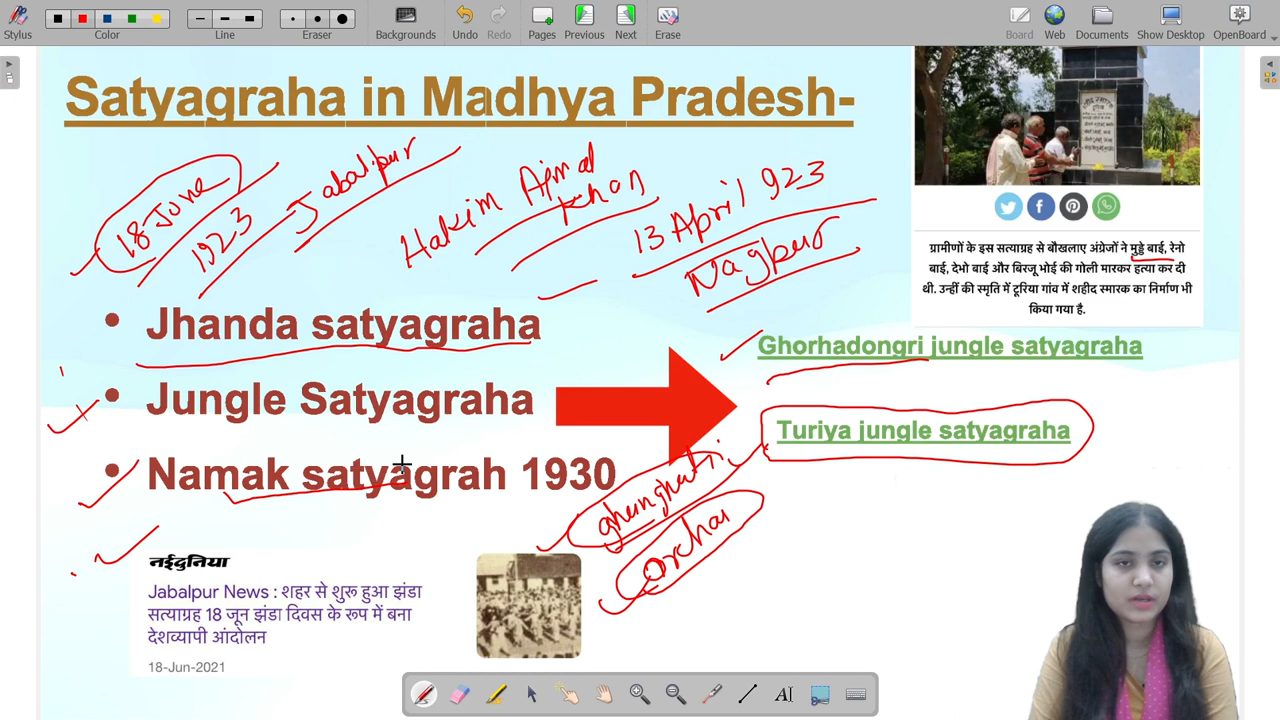 Stylus
Color
Line
Eraser
Backgrounds
Undo
Redo
Pages
Previous
Next
Erase
Board
Web
Documents
Show Desktop
OpenBoard
Satyagraha in Madhya Pradesh-
18 June
1923
Jabalpur
Hakim Ajmal
Khan
13 April 923
Nagpur
ग्रामीणों के इस सत्याग्रह से बौखलाए अंग्रेजों ने मुड्डे बाई, रेनो
बाई, देभो बाई और बिरजू भोई की गोली मारकर हत्या कर दी
थी. उन्हीं की स्मृति में टूरिया गांव में शहीद स्मारक का निर्माण भी
किया गया है.
• Jhanda satyagraha
Ghorhadongri jungle satyagraha
• Jungle Satyagraha
Turiya jungle satyagraha
• Namak satyagrah 1930
orcha
नईदुनिया
Jabalpur News : शहर से शुरू हुआ झंडा
सत्याग्रह 18 जून झंडा दिवस के रूप में बना
देशव्यापी आंदोलन
18-Jun-2021
AI